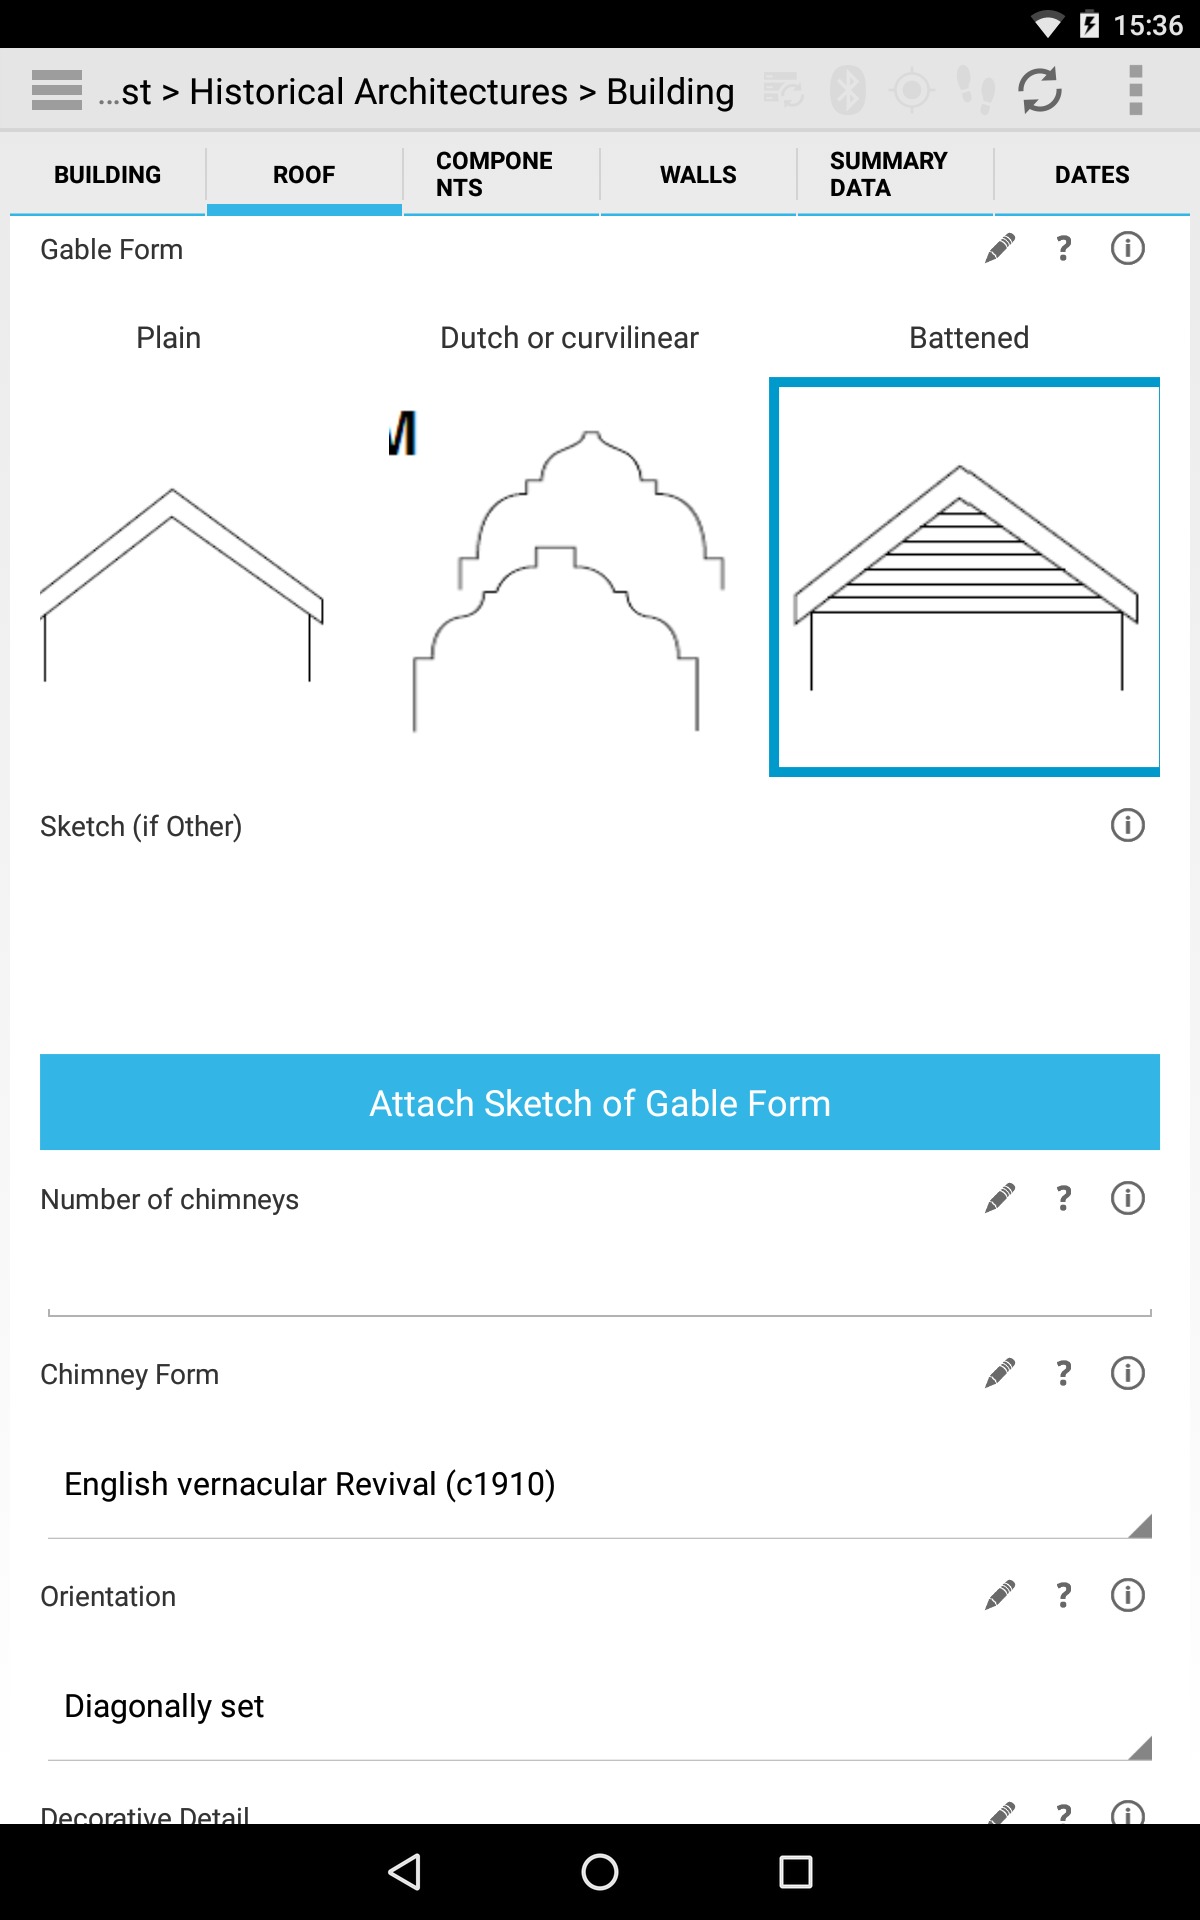 15:36
...st > Historical Architectures > Building
BUILDING
ROOF
COMPONE
NTS
WALLS
SUMMARY
DATA
DATES
Gable Form
?
Plain
Dutch or curvilinear
Battened
M
Sketch (if Other)
Attach Sketch of Gable Form
Number of chimneys
?
Chimney Form
?
English vernacular Revival (c1910)
Orientation
?
Diagonally set
Decorative Detail
?